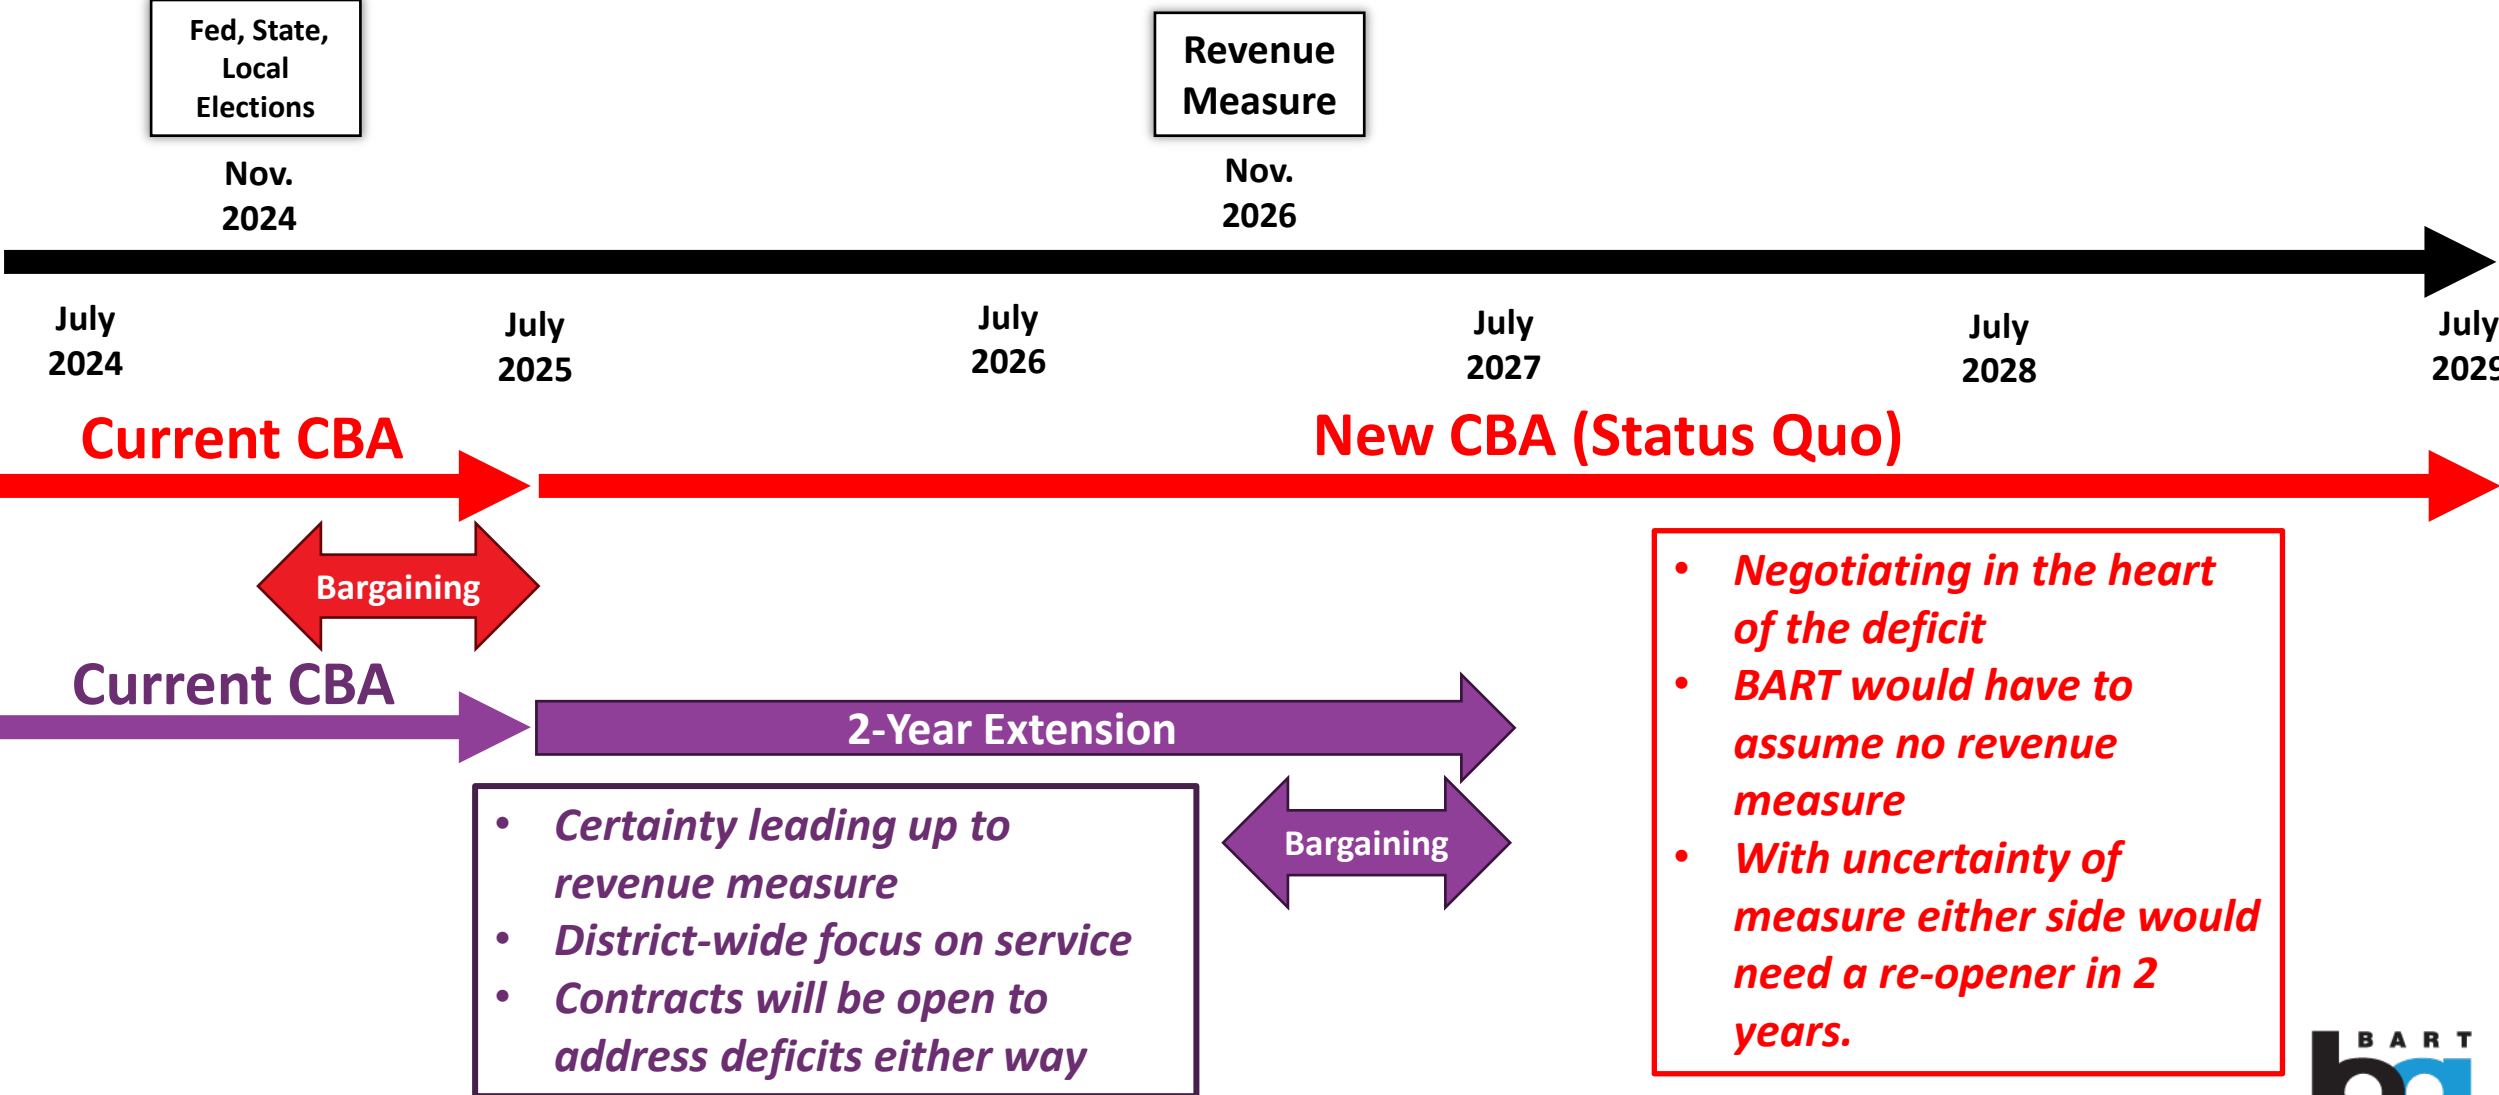 Fed, State,
Local
Elections
Revenue
Measure
Nov.
2024
Nov.
2026
July
2024
July
2025
July
2026
July
2027
July
2028
July
2029
Current CBA
New CBA (Status Quo)
Bargaining
Current CBA
2-Year Extension
Bargaining
• Certainty leading up to
revenue measure
• District-wide focus on service
• Contracts will be open to
address deficits either way
• Negotiating in the heart
of the deficit
• BART would have to
assume no revenue
measure
• With uncertainty of
measure either side would
need a re-opener in 2
years.
BART
ba